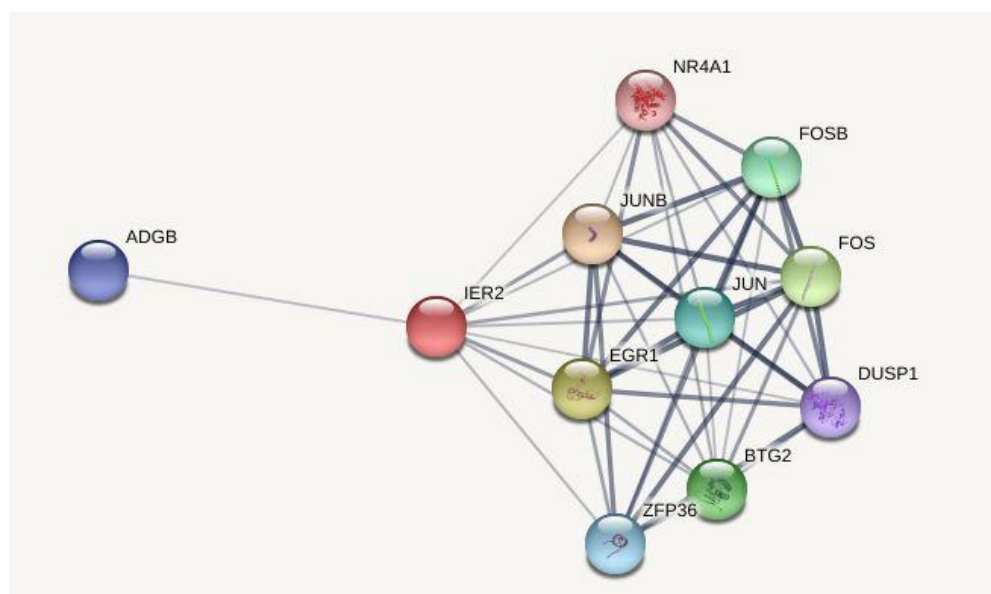 NR4A1
FOSB
JUNB
ADGB
FOS
IER2
JUN
EGR1
DUSP1
BTG2
ZFP36